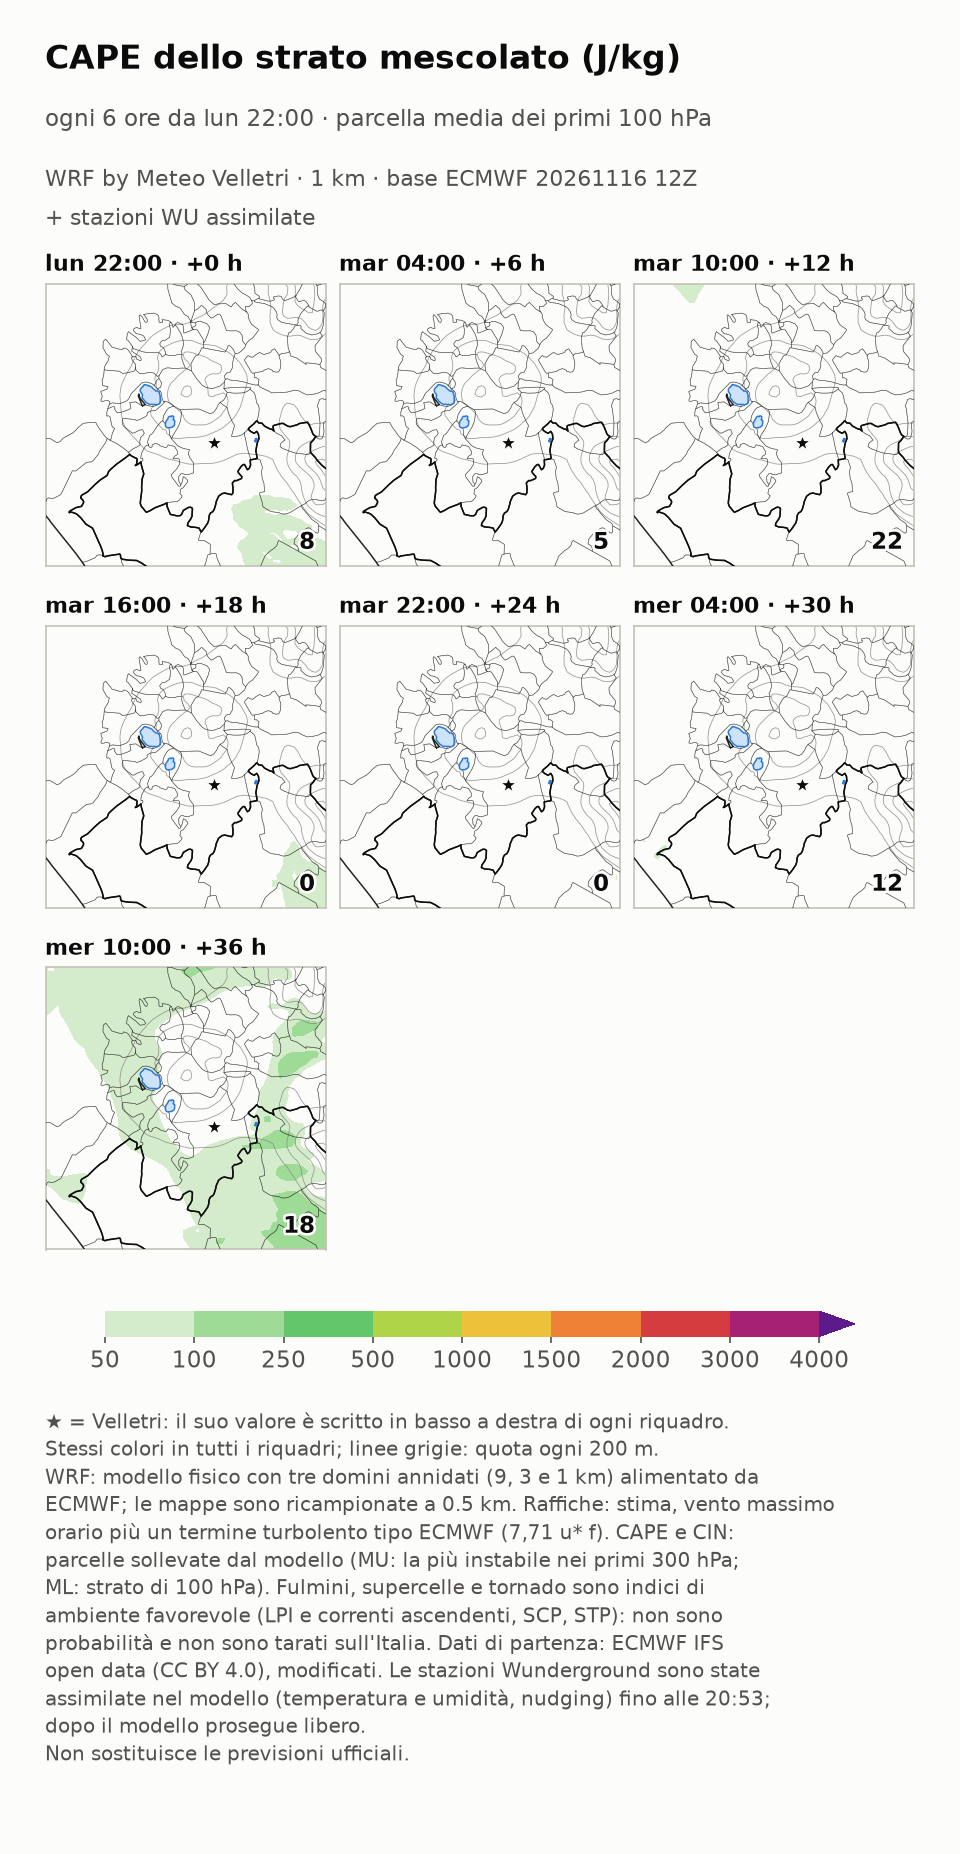 CAPE dello strato mescolato (J/kg)
ogni 6 ore da lun 22:00 · parcella media dei primi 100 hPa
WRF by Meteo Velletri · 1 km · base ECMWF 20261116 12Z
+ stazioni WU assimilate
lun 22:00 · +0 h
mar 04:00 · +6 h
mar 10:00 · +12 h
8
5
22
mar 16:00 · +18 h
mar 22:00 · +24 h
mer 04:00 · +30 h
0
0
12
mer 10:00 · +36 h
18
50 100 250 500 1000 1500 2000 3000 4000
★ = Velletri: il suo valore è scritto in basso a destra di ogni riquadro.
Stessi colori in tutti i riquadri; linee grigie: quota ogni 200 m.
WRF: modello fisico con tre domini annidati (9, 3 e 1 km) alimentato da
ECMWF; le mappe sono ricampionate a 0.5 km. Raffiche: stima, vento massimo
orario più un termine turbolento tipo ECMWF (7,71 u* f). CAPE e CIN:
parcelle sollevate dal modello (MU: la più instabile nei primi 300 hPa;
ML: strato di 100 hPa). Fulmini, supercelle e tornado sono indici di
ambiente favorevole (LPI e correnti ascendenti, SCP, STP): non sono
probabilità e non sono tarati sull'Italia. Dati di partenza: ECMWF IFS
open data (CC BY 4.0), modificati. Le stazioni Wunderground sono state
assimilate nel modello (temperatura e umidità, nudging) fino alle 20:53;
dopo il modello prosegue libero.
Non sostituisce le previsioni ufficiali.